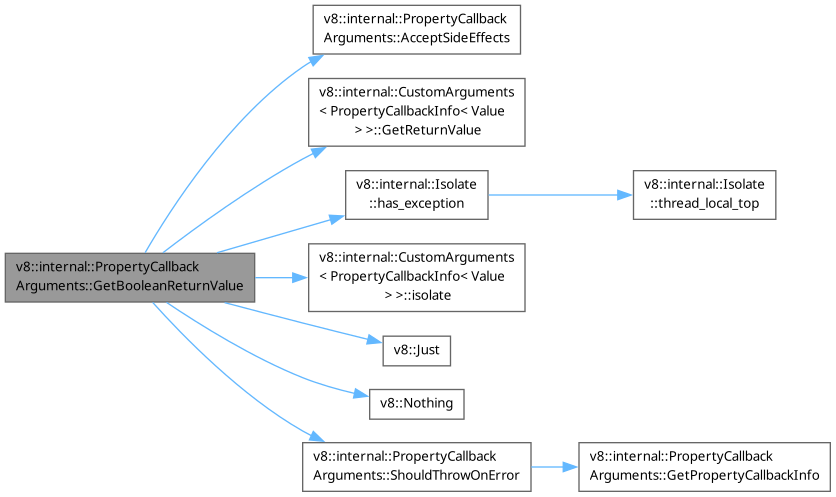 v8::internal::PropertyCallback
Arguments::AcceptSideEffects
v8::internal::CustomArguments
< PropertyCallbackInfo< Value
> >::GetReturnValue
v8::internal::Isolate
::has_exception
v8::internal::Isolate
::thread_local_top
v8::internal::PropertyCallback
Arguments::GetBooleanReturnValue
v8::internal::CustomArguments
< PropertyCallbackInfo< Value
> >::isolate
v8::Just
v8::Nothing
v8::internal::PropertyCallback
Arguments::ShouldThrowOnError
v8::internal::PropertyCallback
Arguments::GetPropertyCallbackInfo